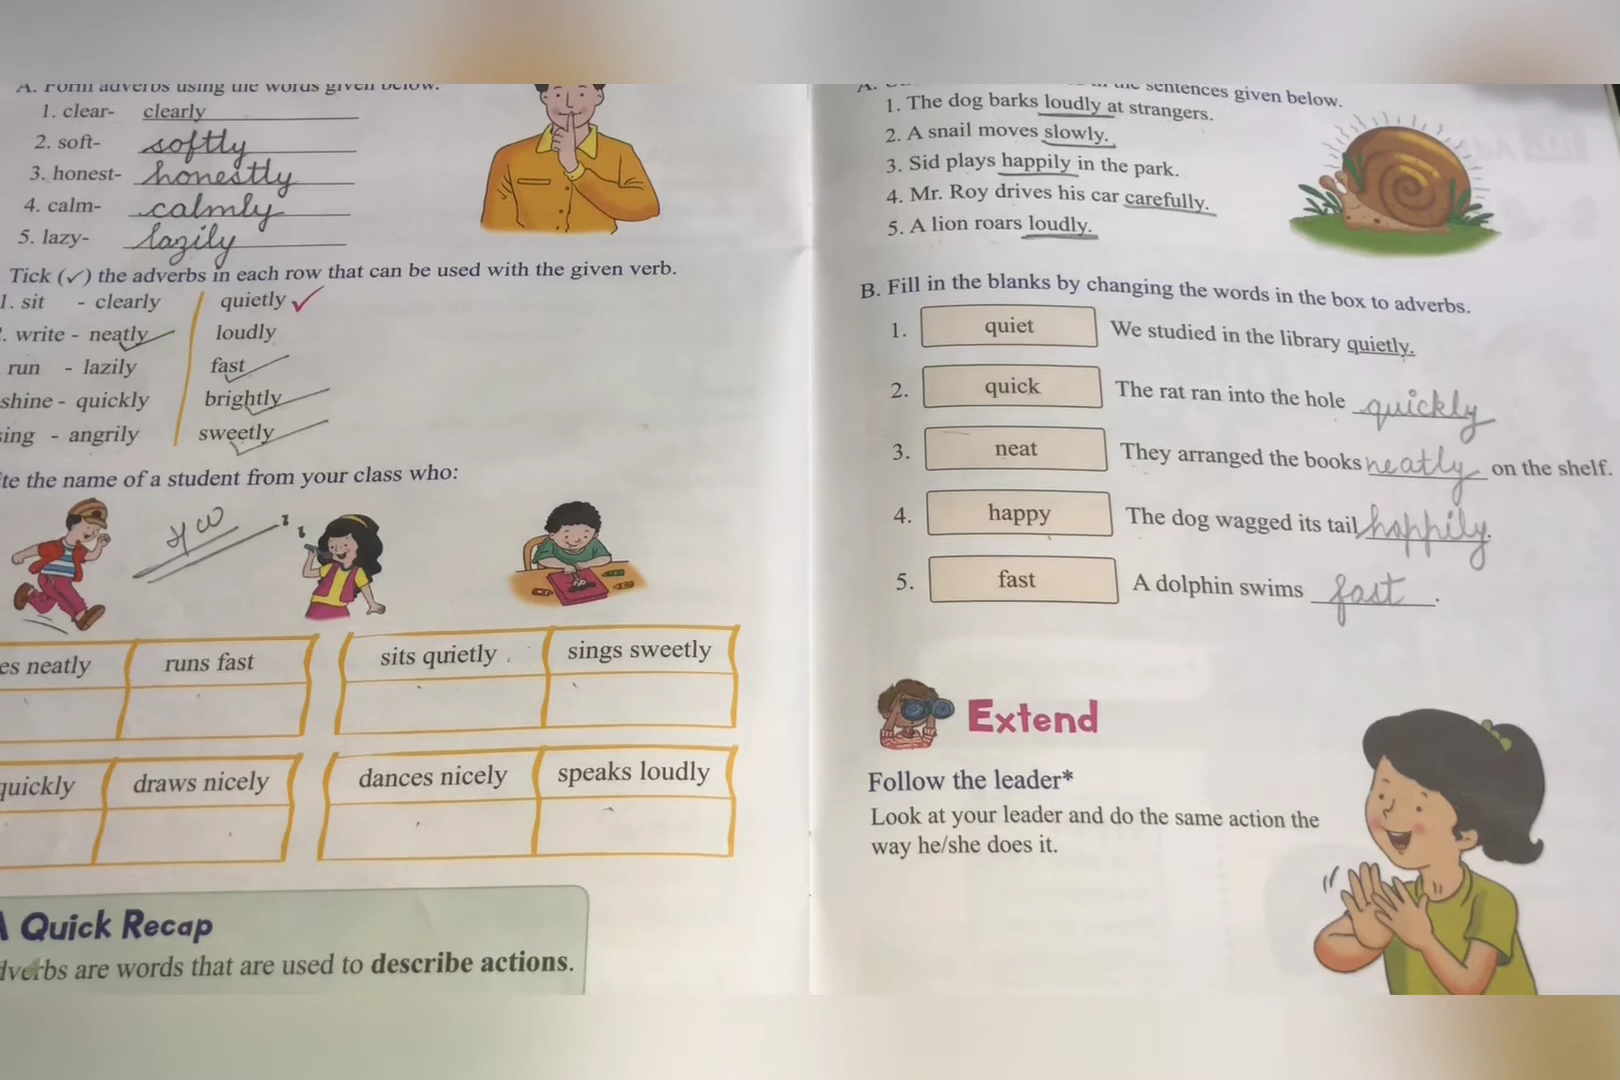 A. Form adverbs using the words given below.
1. clear- clearly
2. soft- softly
3. honest- honestly
4. calm- calmly
5. lazy- lazily
Tick (✓) the adverbs in each row that can be used with the given verb.
1. sit - clearly quietly ✓
. write - neatly loudly
run - lazily fast
shine - quickly brightly
ing - angrily sweetly
te the name of a student from your class who:
HW
es neatly runs fast sits quietly sings sweetly
quickly draws nicely dances nicely speaks loudly
A Quick Recap
dverbs are words that are used to describe actions.
A. in the sentences given below.
1. The dog barks loudly at strangers.
2. A snail moves slowly.
3. Sid plays happily in the park.
4. Mr. Roy drives his car carefully.
5. A lion roars loudly.
B. Fill in the blanks by changing the words in the box to adverbs.
1. quiet We studied in the library quietly.
2. quick The rat ran into the hole quickly
3. neat They arranged the books neatly on the shelf.
4. happy The dog wagged its tail happily.
5. fast A dolphin swims fast.
Extend
Follow the leader*
Look at your leader and do the same action the
way he/she does it.